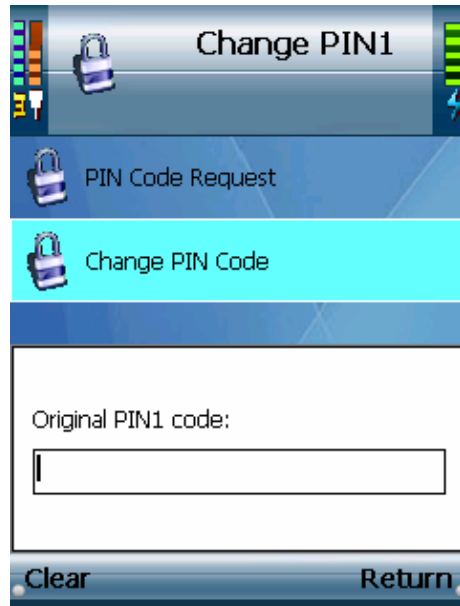 Change PIN1
PIN Code Request
Change PIN Code
Original PIN1 code:
Clear Return